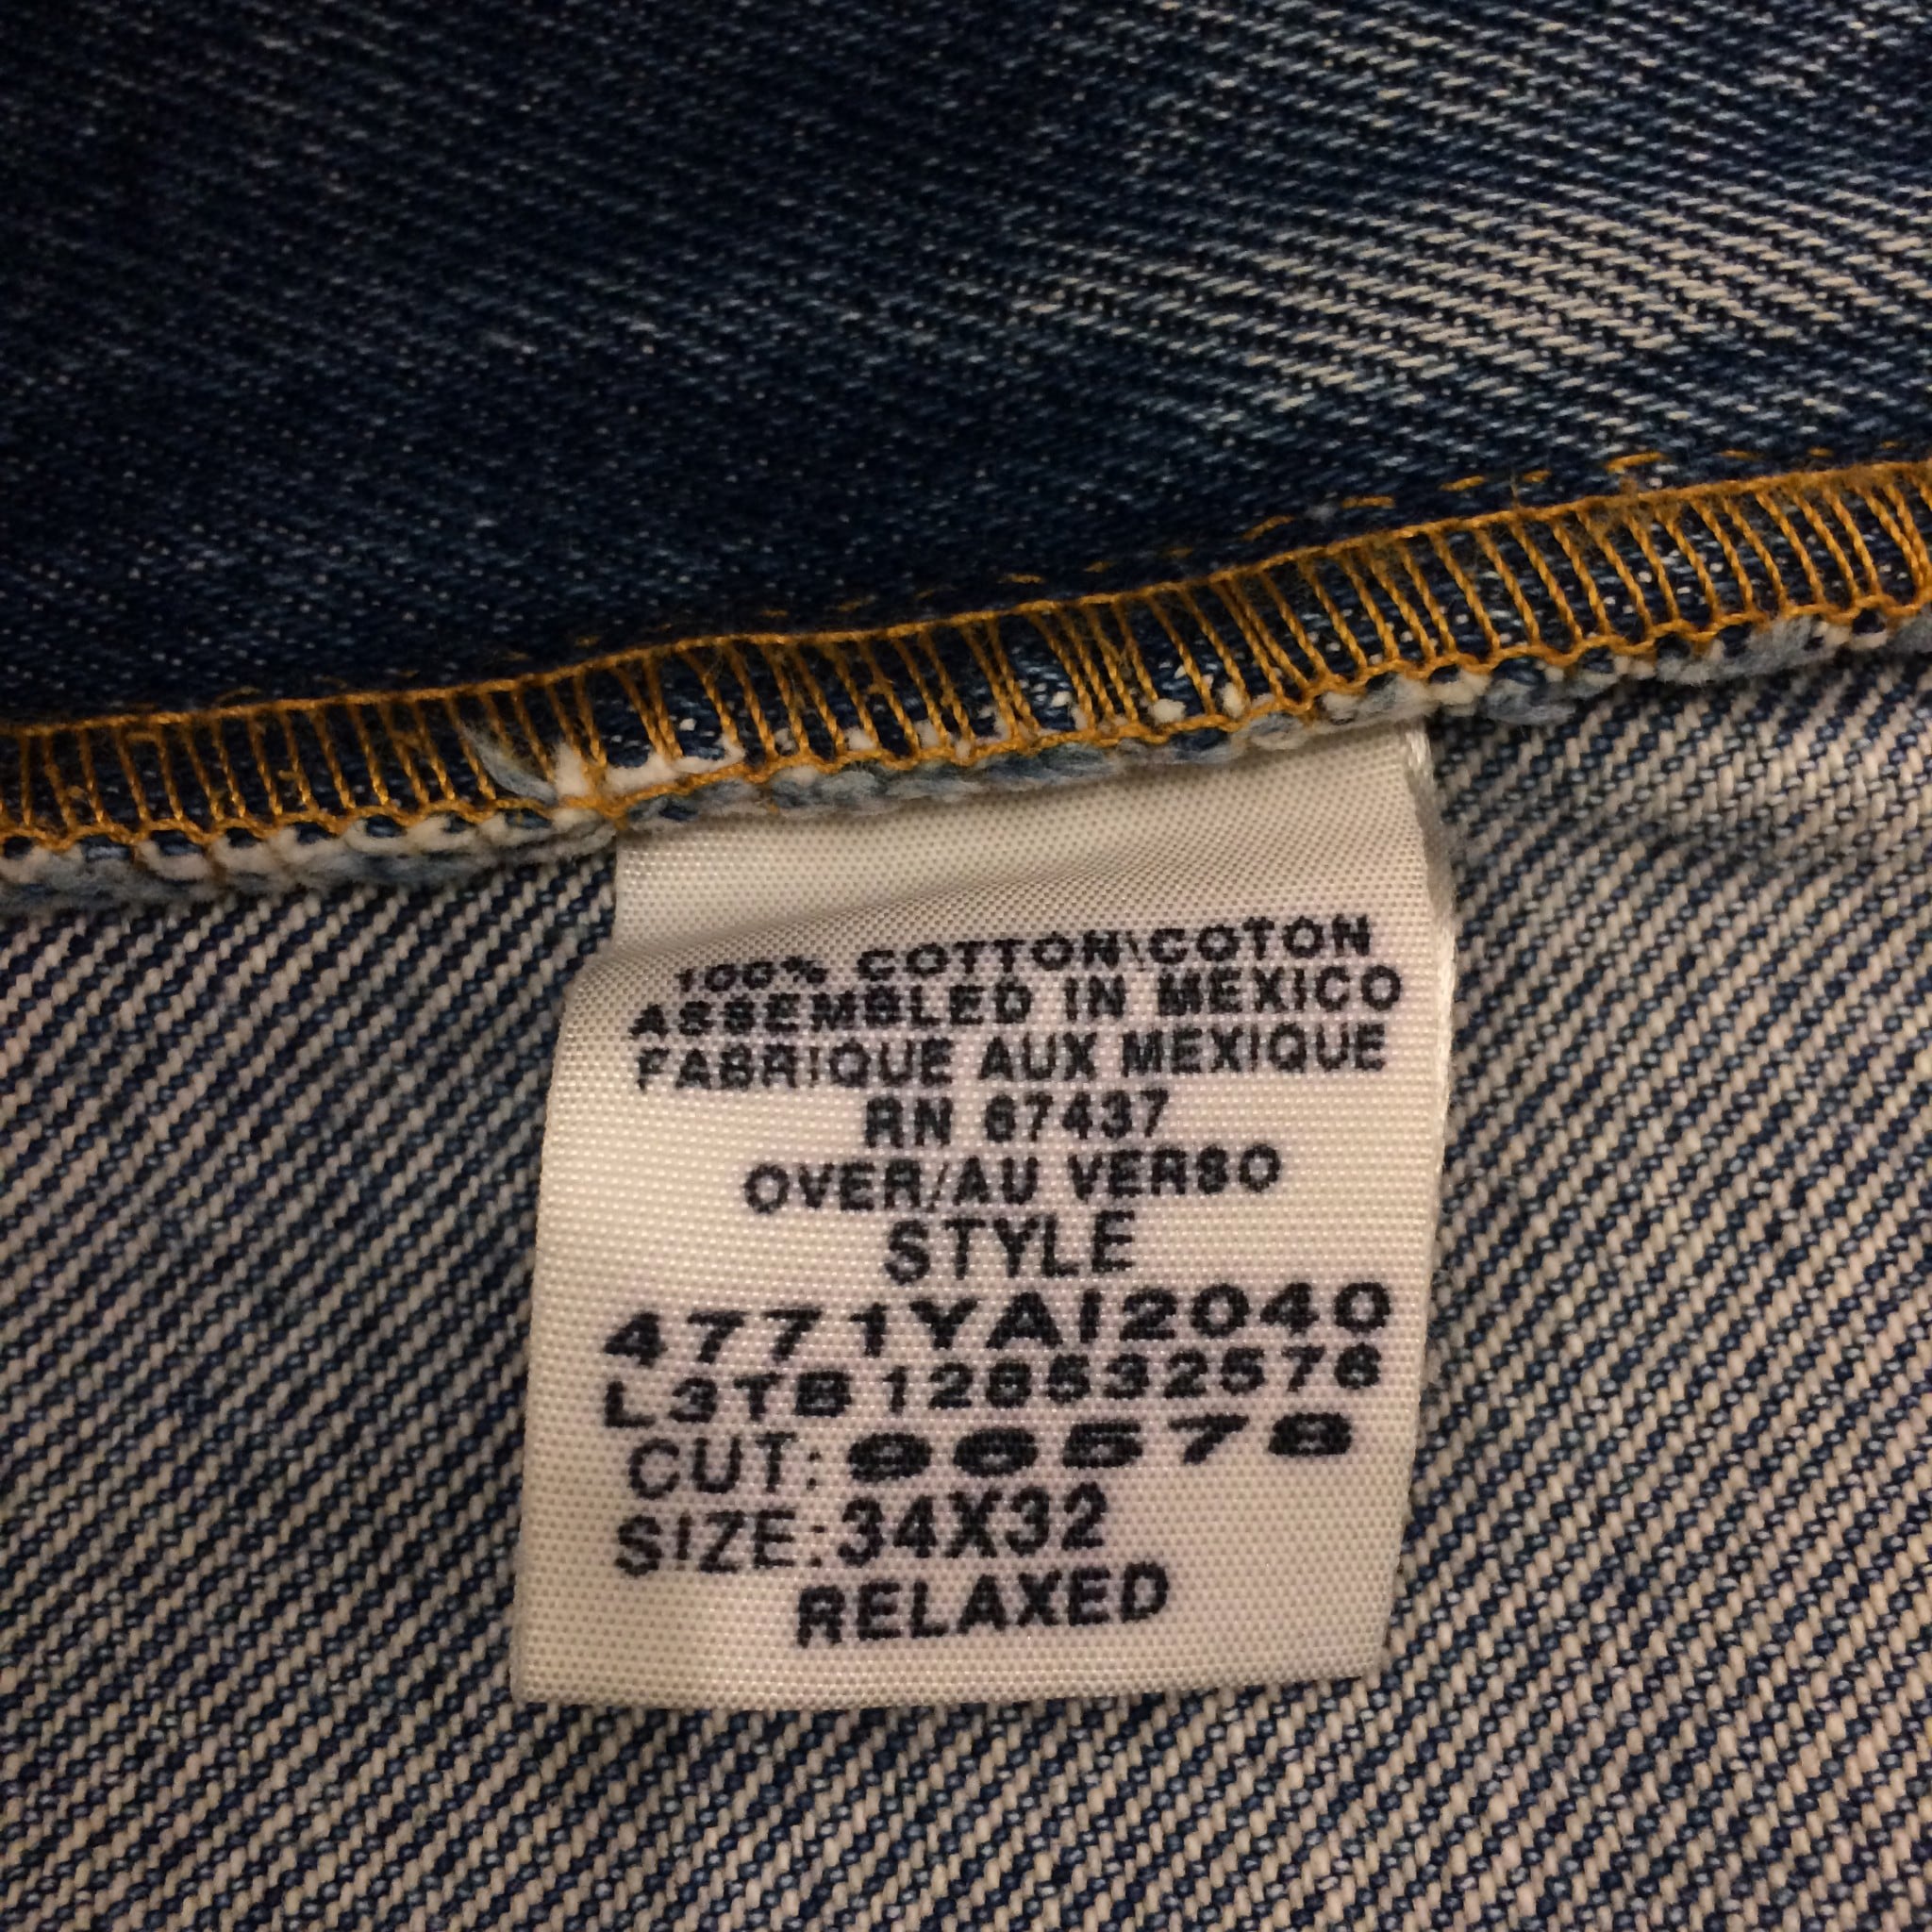 100% COTTON\COTON
ASSEMBLED IN MEXICO
FABRIQUE AUX MEXIQUE
RN 67437
OVER/AU VERSO
STYLE
4771YAI2040
L3TB128532576
CUT: 96578
SIZE:34X32
RELAXED